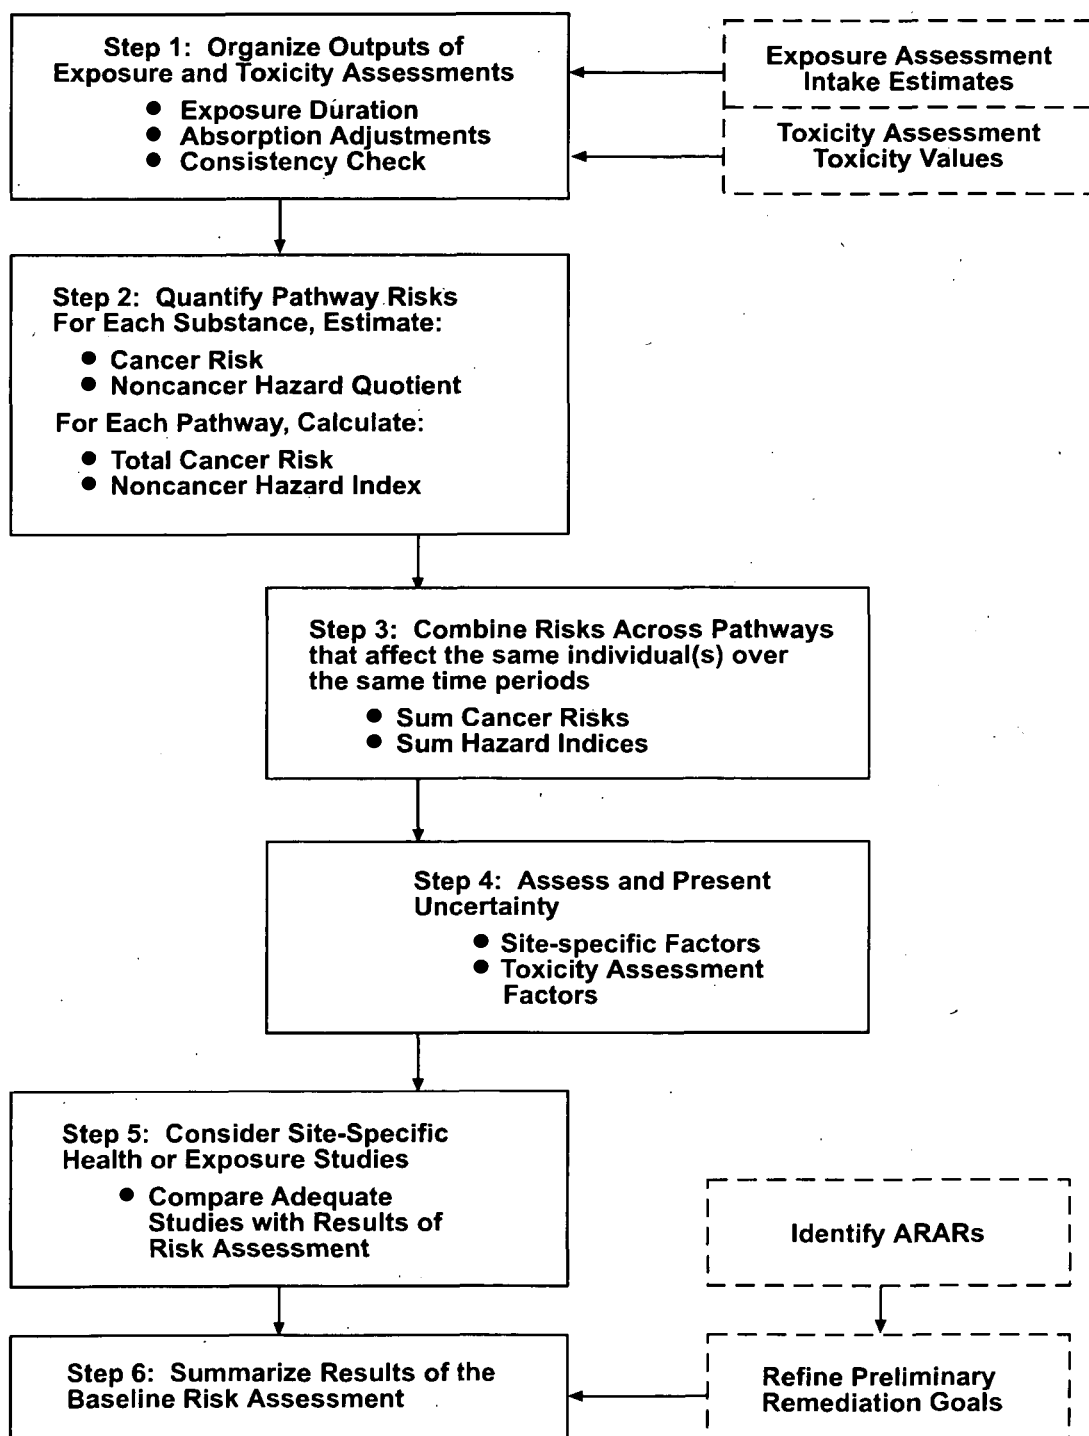 Step 1: Organize Outputs of
Exposure and Toxicity Assessments
● Exposure Duration
● Absorption Adjustments
● Consistency Check
Exposure Assessment
Intake Estimates
Toxicity Assessment
Toxicity Values
Step 2: Quantify Pathway Risks
For Each Substance, Estimate:
● Cancer Risk
● Noncancer Hazard Quotient
For Each Pathway, Calculate:
● Total Cancer Risk
● Noncancer Hazard Index
Step 3: Combine Risks Across Pathways
that affect the same individual(s) over
the same time periods
● Sum Cancer Risks
● Sum Hazard Indices
Step 4: Assess and Present
Uncertainty
● Site-specific Factors
● Toxicity Assessment
Factors
Step 5: Consider Site-Specific
Health or Exposure Studies
● Compare Adequate
Studies with Results of
Risk Assessment
Identify ARARs
Step 6: Summarize Results of the
Baseline Risk Assessment
Refine Preliminary
Remediation Goals